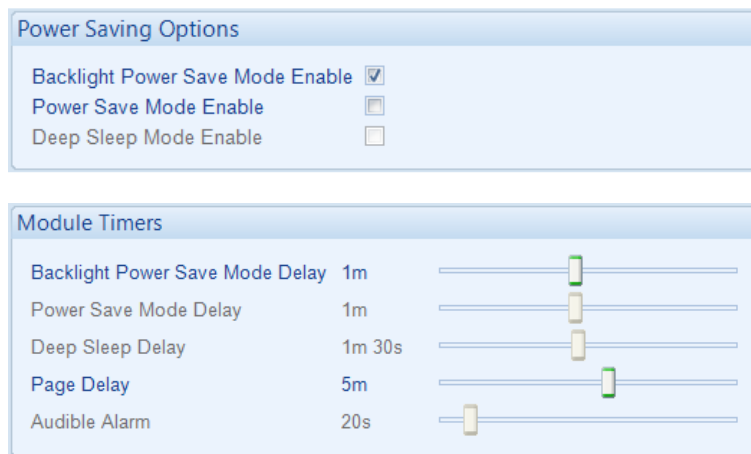 Power Saving Options
Backlight Power Save Mode Enable
Power Save Mode Enable
Deep Sleep Mode Enable
Module Timers
Backlight Power Save Mode Delay 1m
Power Save Mode Delay 1m
Deep Sleep Delay 1m 30s
Page Delay 5m
Audible Alarm 20s